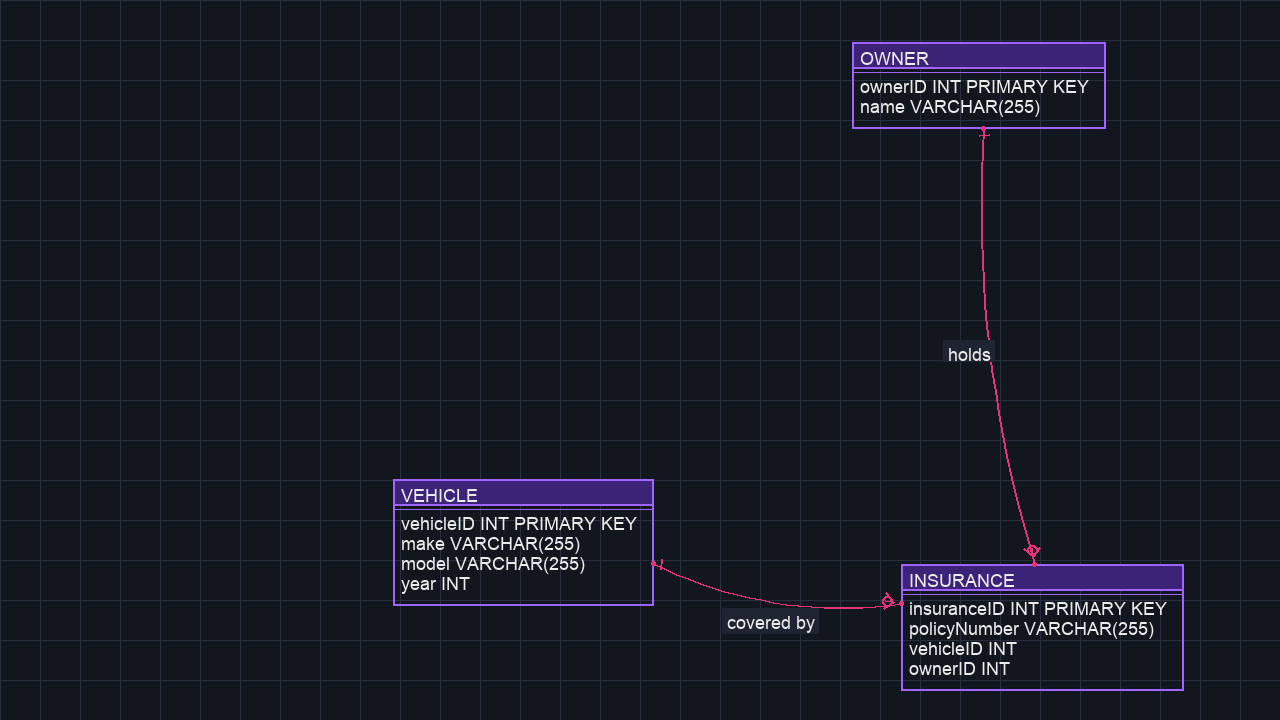 OWNER
ownerID INT PRIMARY KEY
name VARCHAR(255)
holds
VEHICLE
vehicleID INT PRIMARY KEY
make VARCHAR(255)
model VARCHAR(255)
year INT
covered by
INSURANCE
insuranceID INT PRIMARY KEY
policyNumber VARCHAR(255)
vehicleID INT
ownerID INT